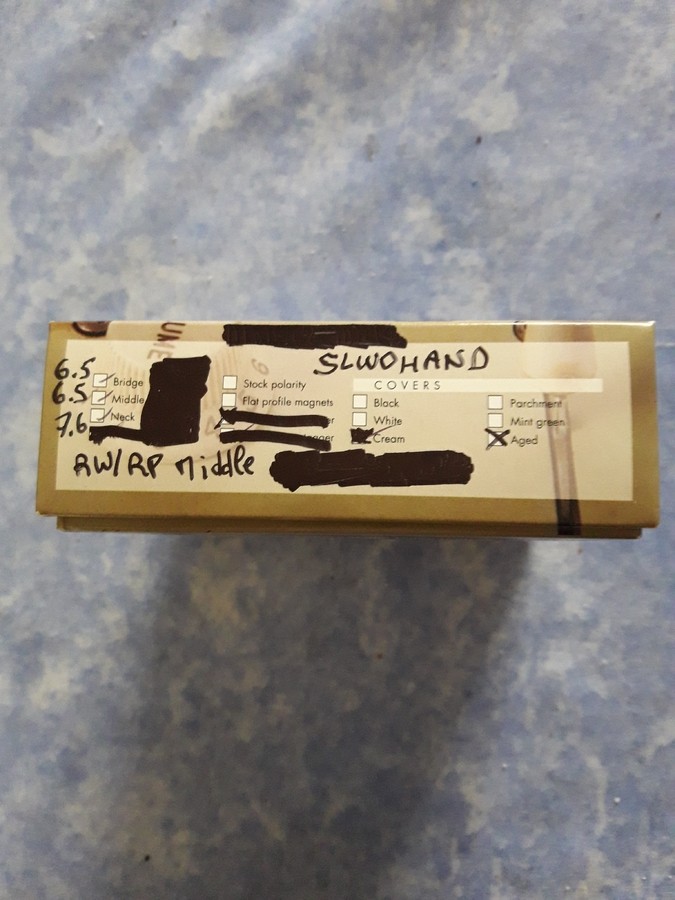 UNE
SLWOHAND
6.5 Bridge
6.5 Middle
7.6 Neck
Stock polarity
Flat profile magnets
COVERS
Black
White
Cream
Parchment
Mint green
Aged
RW/RP Middle